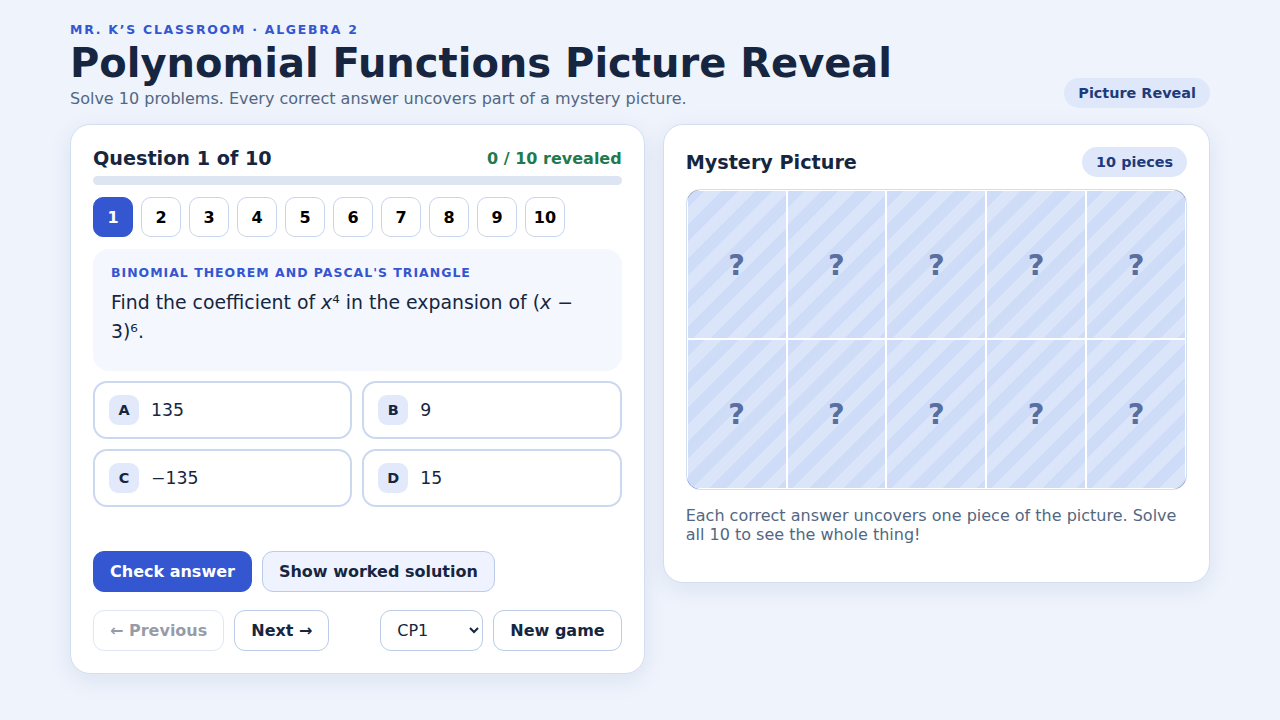 MR. K’S CLASSROOM · ALGEBRA 2
Polynomial Functions Picture Reveal
Solve 10 problems. Every correct answer uncovers part of a mystery picture.
Picture Reveal
Question 1 of 10
0 / 10 revealed
1 2 3 4 5 6 7 8 9 10
BINOMIAL THEOREM AND PASCAL'S TRIANGLE
Find the coefficient of x⁴ in the expansion of (x −
3)⁶.
A 135
B 9
C −135
D 15
Check answer
Show worked solution
← Previous
Next →
CP1
New game
Mystery Picture
10 pieces
? ? ? ? ?
? ? ? ? ?
Each correct answer uncovers one piece of the picture. Solve
all 10 to see the whole thing!